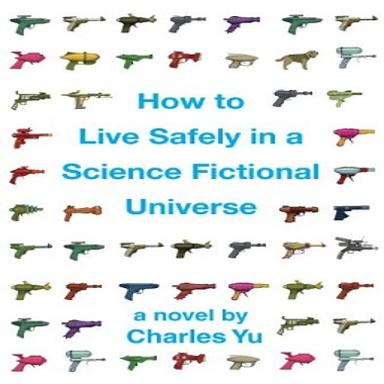 How to
Live Safely in a
Science Fictional
Universe
a novel by
Charles Yu